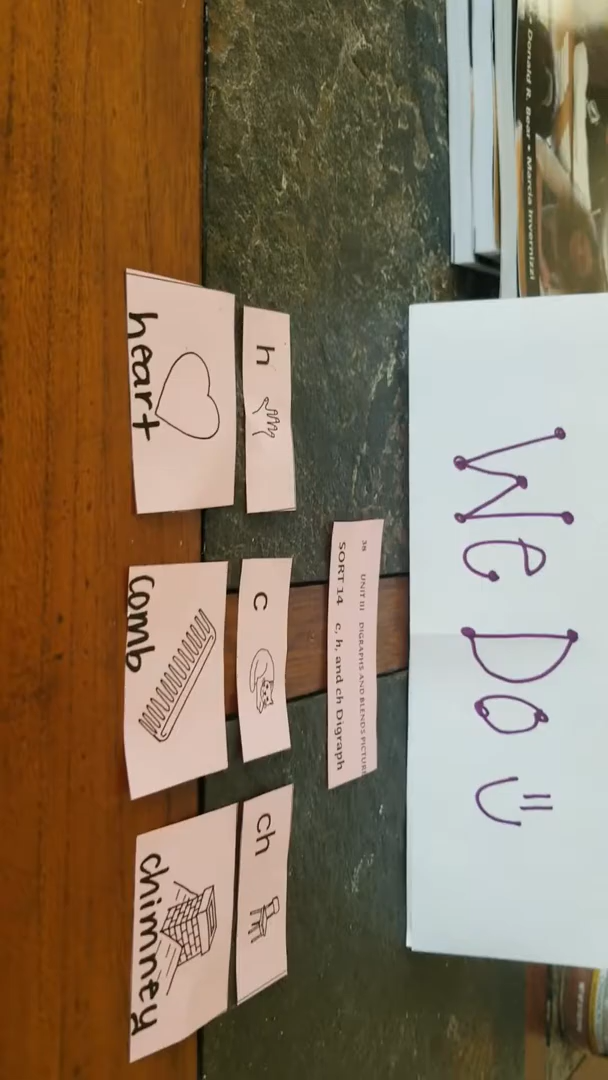 • Donald R. Bear • Marcia Invernizzi
We Do
38 UNIT III DIGRAPHS AND BLENDS PICTURE
SORT 14 c, h, and ch Digraph
h
c
ch
heart
comb
chimney